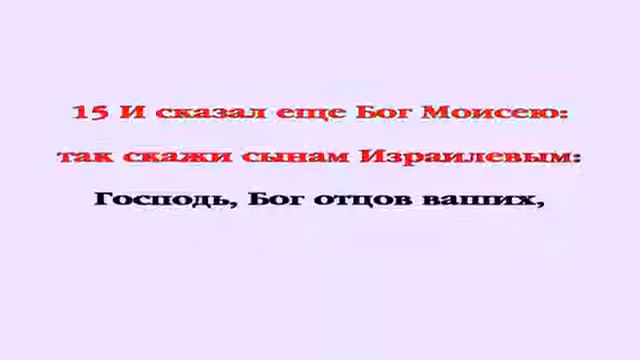 15 И сказал еще Бог Моисею:
так скажи сынам Израилевым:
Господь, Бог отцов ваших,